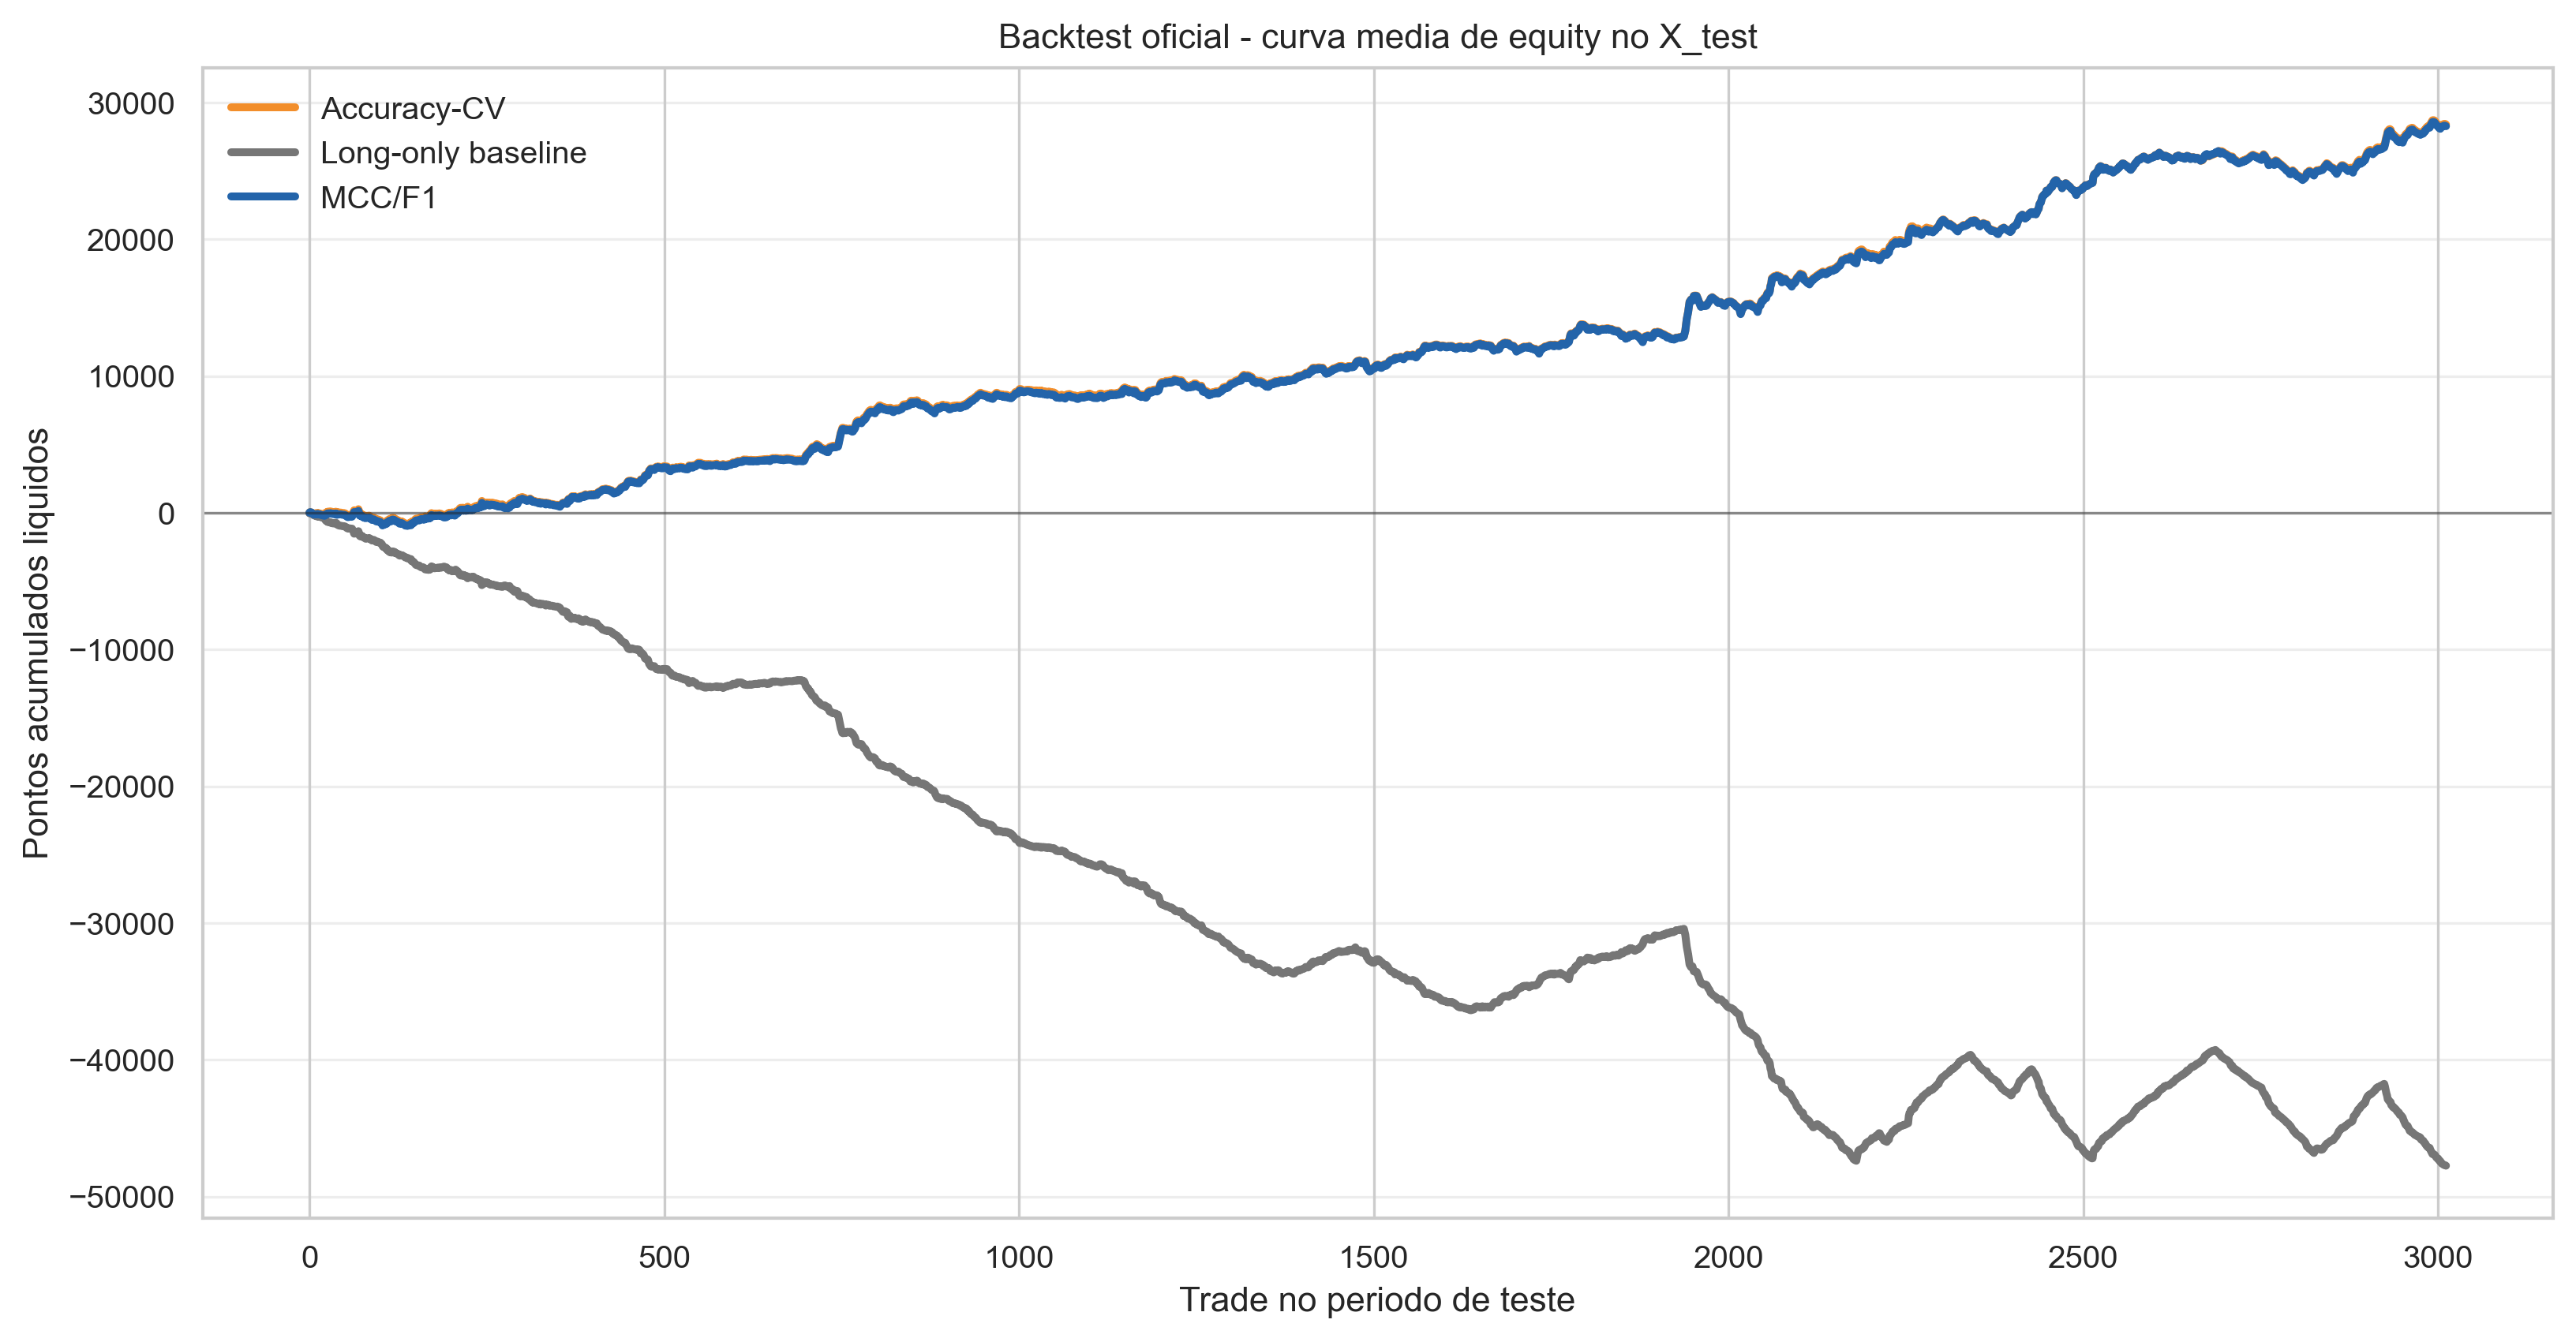 Backtest oficial - curva media de equity no X_test
Accuracy-CV
Long-only baseline
MCC/F1
Pontos acumulados liquidos
30000
20000
10000
0
−10000
−20000
−30000
−40000
−50000
0
500
1000
1500
2000
2500
3000
Trade no periodo de teste